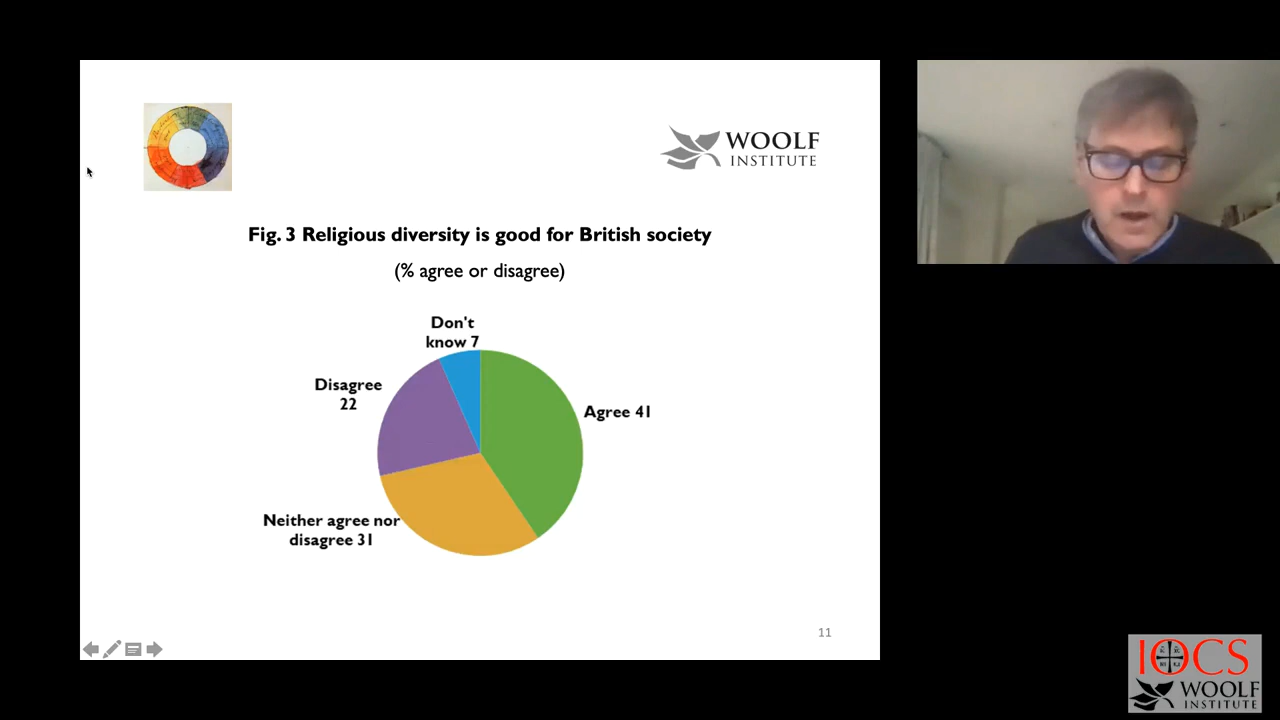 WOOLF
INSTITUTE
Fig. 3 Religious diversity is good for British society
(% agree or disagree)
Don't
know 7
Disagree
22
Agree 41
Neither agree nor
disagree 31
11
IOCS
WOOLF
INSTITUTE